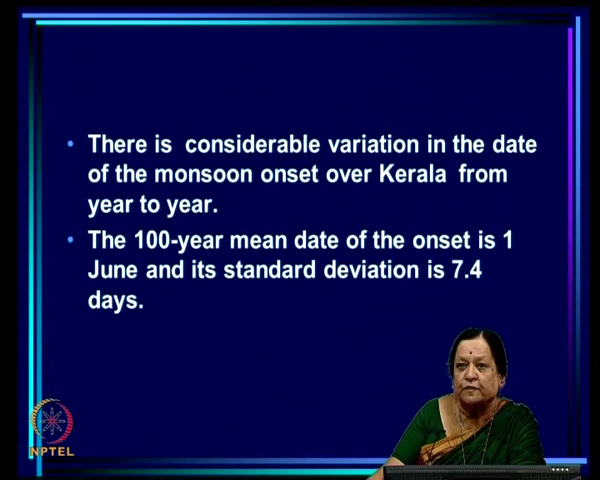 • There is considerable variation in the date
of the monsoon onset over Kerala from
year to year.
• The 100-year mean date of the onset is 1
June and its standard deviation is 7.4
days.
NPTEL